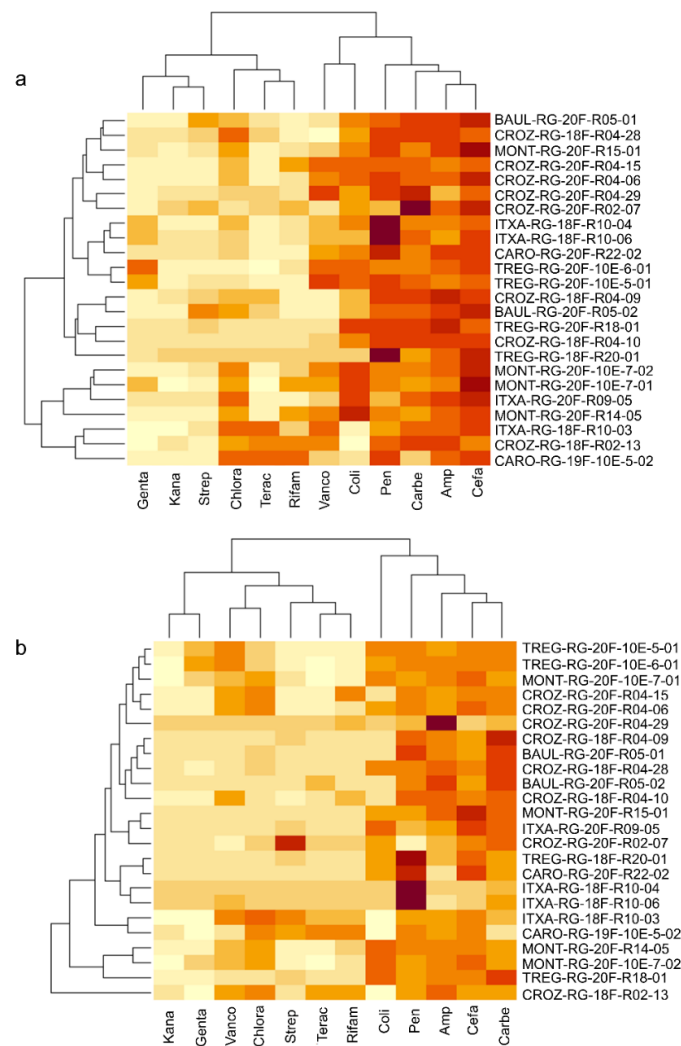 a
BAUL-RG-20F-R05-01
CROZ-RG-18F-R04-28
MONT-RG-20F-R15-01
CROZ-RG-20F-R04-15
CROZ-RG-20F-R04-06
CROZ-RG-20F-R04-29
CROZ-RG-20F-R02-07
ITXA-RG-18F-R10-04
ITXA-RG-18F-R10-06
CARO-RG-20F-R22-02
TREG-RG-20F-10E-6-01
TREG-RG-20F-10E-5-01
CROZ-RG-18F-R04-09
BAUL-RG-20F-R05-02
TREG-RG-20F-R18-01
CROZ-RG-18F-R04-10
TREG-RG-18F-R20-01
MONT-RG-20F-10E-7-02
MONT-RG-20F-10E-7-01
ITXA-RG-20F-R09-05
MONT-RG-20F-R14-05
ITXA-RG-18F-R10-03
CROZ-RG-18F-R02-13
CARO-RG-19F-10E-5-02
Genta Kana Strep Chlora Terac Rifam Vanco Coli Pen Carbe Amp Cefa
b
TREG-RG-20F-10E-5-01
TREG-RG-20F-10E-6-01
MONT-RG-20F-10E-7-01
CROZ-RG-20F-R04-15
CROZ-RG-20F-R04-06
CROZ-RG-20F-R04-29
CROZ-RG-18F-R04-09
BAUL-RG-20F-R05-01
CROZ-RG-18F-R04-28
BAUL-RG-20F-R05-02
CROZ-RG-18F-R04-10
MONT-RG-20F-R15-01
ITXA-RG-20F-R09-05
CROZ-RG-20F-R02-07
TREG-RG-18F-R20-01
CARO-RG-20F-R22-02
ITXA-RG-18F-R10-04
ITXA-RG-18F-R10-06
ITXA-RG-18F-R10-03
CARO-RG-19F-10E-5-02
MONT-RG-20F-R14-05
MONT-RG-20F-10E-7-02
TREG-RG-20F-R18-01
CROZ-RG-18F-R02-13
Kana Genta Vanco Chlora Strep Terac Rifam Coli Pen Amp Cefa Carbe